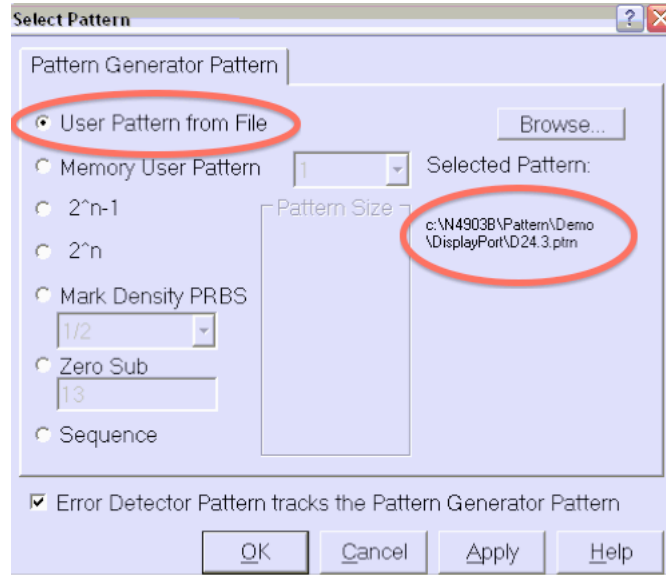 Select Pattern
?
Pattern Generator Pattern
User Pattern from File
Browse...
Memory User Pattern
1
Selected Pattern:
2^n-1
Pattern Size
c:\N4903B\Pattern\Demo
\DisplayPort\D24.3.ptrn
2^n
Mark Density PRBS
1/2
Zero Sub
13
Sequence
Error Detector Pattern tracks the Pattern Generator Pattern
OK
Cancel
Apply
Help